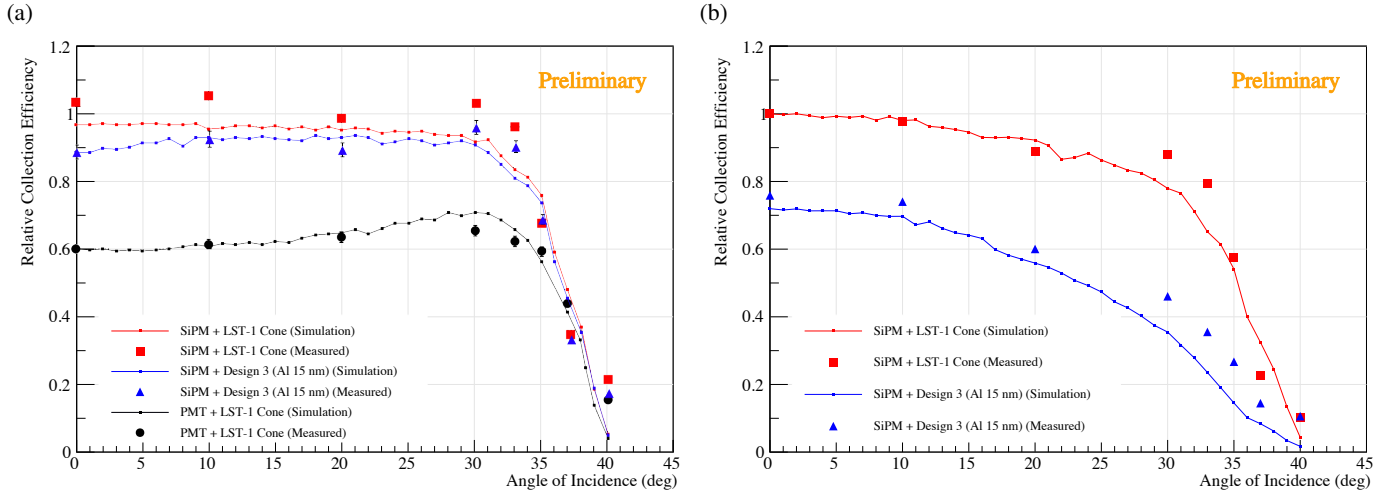 (a)
1.2
1
0.8
0.6
0.4
0.2
0
Relative Collection Efficiency
Preliminary
SiPM + LST-1 Cone (Simulation)
SiPM + LST-1 Cone (Measured)
SiPM + Design 3 (Al 15 nm) (Simulation)
SiPM + Design 3 (Al 15 nm) (Measured)
PMT + LST-1 Cone (Simulation)
PMT + LST-1 Cone (Measured)
0 5 10 15 20 25 30 35 40 45
Angle of Incidence (deg)
(b)
1.2
1
0.8
0.6
0.4
0.2
0
Relative Collection Efficiency
Preliminary
SiPM + LST-1 Cone (Simulation)
SiPM + LST-1 Cone (Measured)
SiPM + Design 3 (Al 15 nm) (Simulation)
SiPM + Design 3 (Al 15 nm) (Measured)
0 5 10 15 20 25 30 35 40 45
Angle of Incidence (deg)